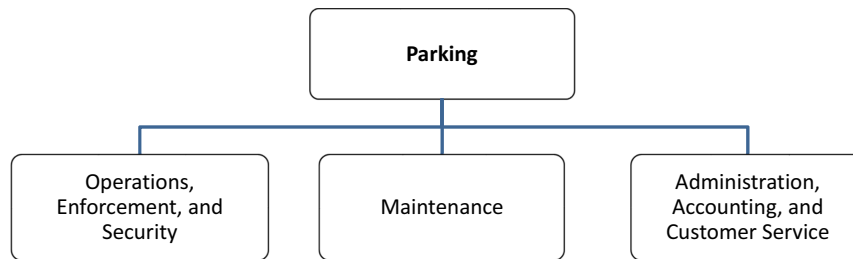 Parking
Operations,
Enforcement, and
Security
Maintenance
Administration,
Accounting, and
Customer Service